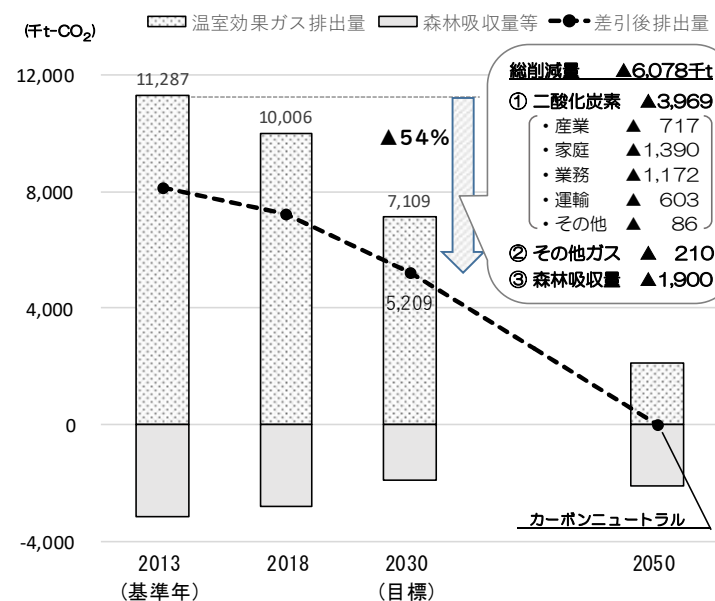 (千t-CO2)
温室効果ガス排出量 森林吸収量等 差引後排出量
12,000
8,000
4,000
0
-4,000
11,287
10,006
7,109
5,209
▲54%
総削減量 ▲6,078千t
① 二酸化炭素 ▲3,969
・産業 ▲ 717
・家庭 ▲1,390
・業務 ▲1,172
・運輸 ▲ 603
・その他 ▲ 86
② その他ガス ▲ 210
③ 森林吸収量 ▲1,900
カーボンニュートラル
2013 2018 2030 2050
(基準年) (目標)